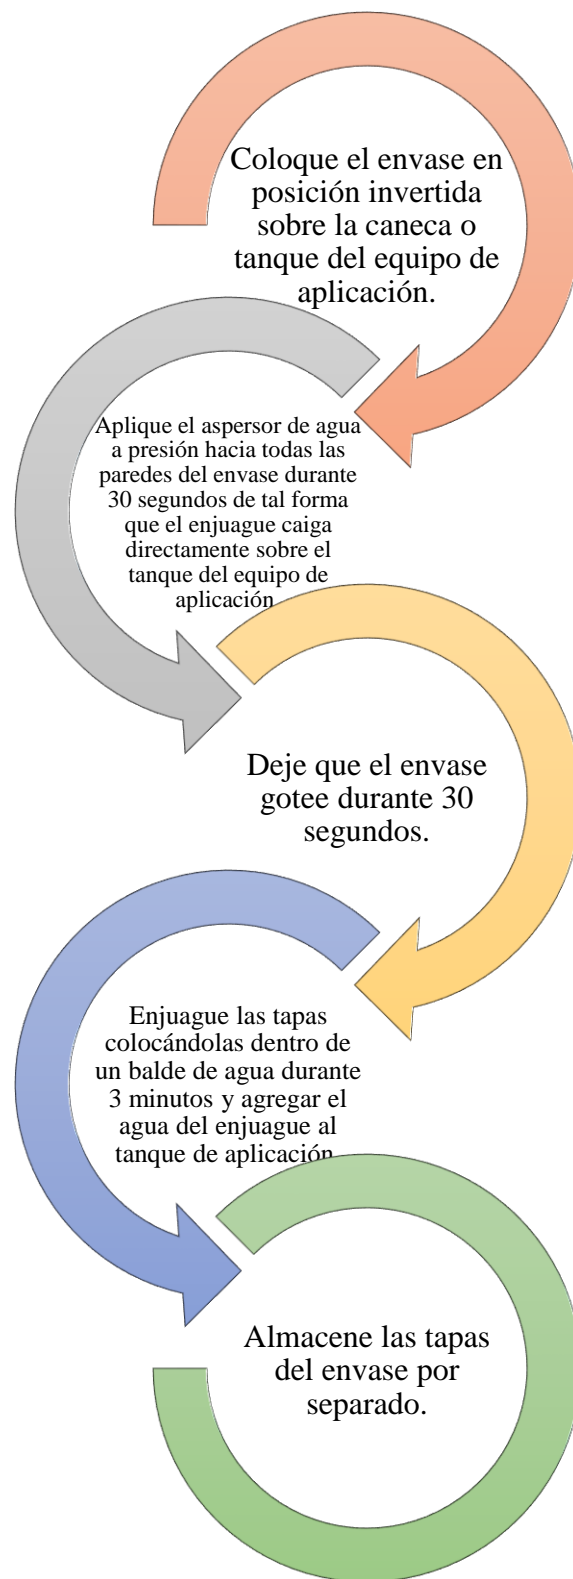 Coloque el envase en
posición invertida
sobre la caneca o
tanque del equipo de
aplicación.
Aplique el aspersor de agua
a presión hacia todas las
paredes del envase durante
30 segundos de tal forma
que el enjuague caiga
directamente sobre el
tanque del equipo de
aplicación
Deje que el envase
gotee durante 30
segundos.
Enjuague las tapas
colocándolas dentro de
un balde de agua durante
3 minutos y agregar el
agua del enjuague al
tanque de aplicación
Almacene las tapas
del envase por
separado.